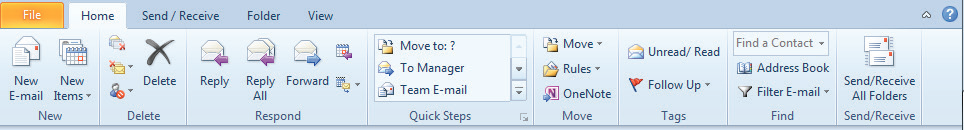 File Home Send / Receive Folder View
New E-mail
New Items
Delete
Reply
Reply All
Forward
Move to: ?
To Manager
Team E-mail
Move
Rules
OneNote
Unread/ Read
Follow Up
Find a Contact
Address Book
Filter E-mail
Send/Receive All Folders
New Delete Respond Quick Steps Move Tags Find Send/Receive